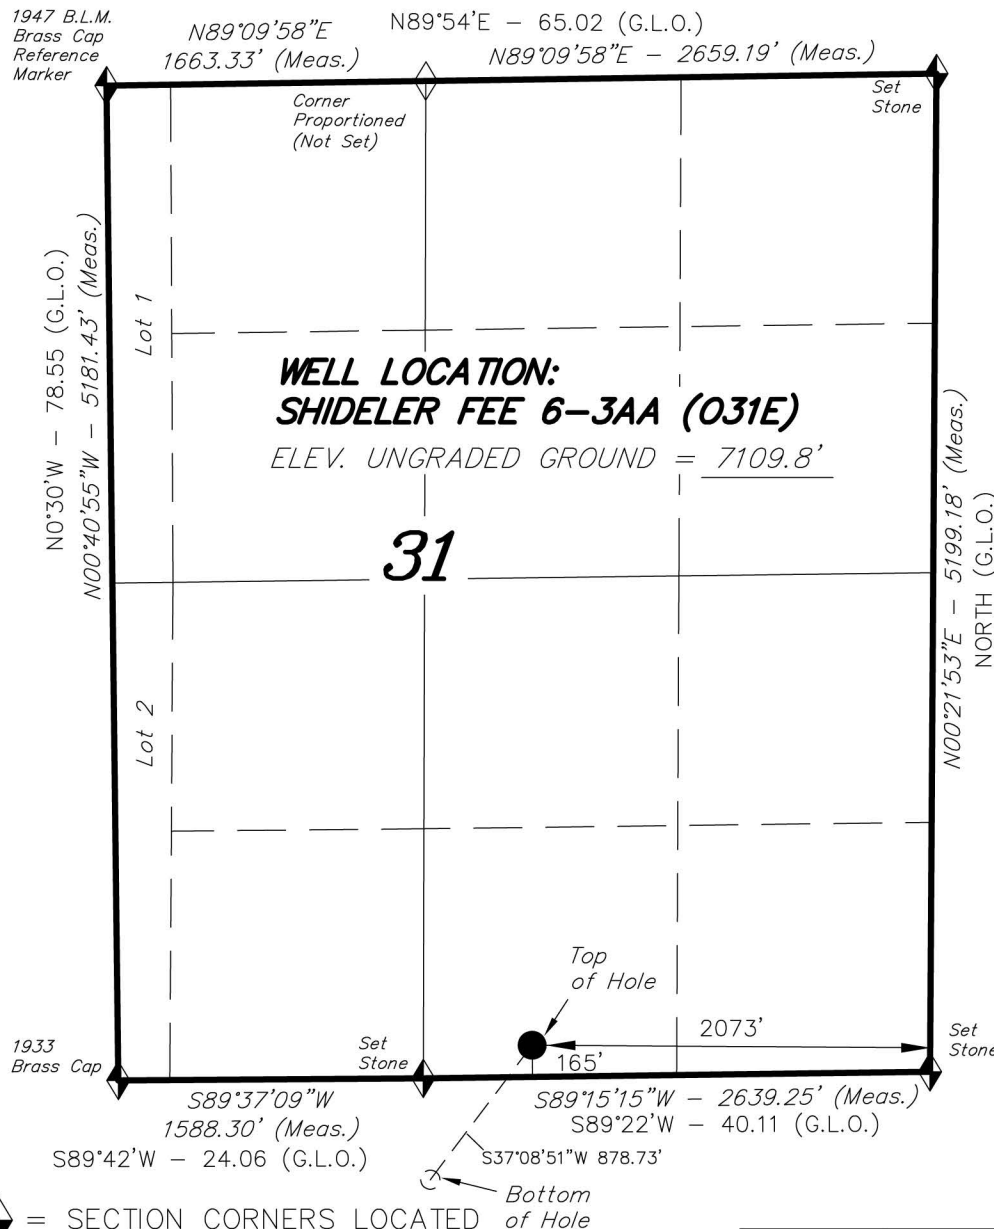 1947 B.L.M.
Brass Cap
Reference
Marker
N89°09'58"E
1663.33' (Meas.)
N89°54'E – 65.02 (G.L.O.)
N89°09'58"E – 2659.19' (Meas.)
Corner
Proportioned
(Not Set)
Set
Stone
N0°30'W – 78.55 (G.L.O.)
N00°40'55"W – 5181.43' (Meas.)
Lot 1
WELL LOCATION:
SHIDELER FEE 6–3AA (O31E)
ELEV. UNGRADED GROUND = 7109.8'
31
N00°21'53"E – 5199.18' (Meas.)
NORTH (G.L.O.)
Lot 2
Top
of Hole
2073'
165'
1933
Brass Cap
Set
Stone
Set
Stone
S89°37'09"W
1588.30' (Meas.)
S89°42'W – 24.06 (G.L.O.)
S89°15'15"W – 2639.25' (Meas.)
S89°22'W – 40.11 (G.L.O.)
S37°08'51"W 878.73'
Bottom
of Hole
= SECTION CORNERS LOCATED